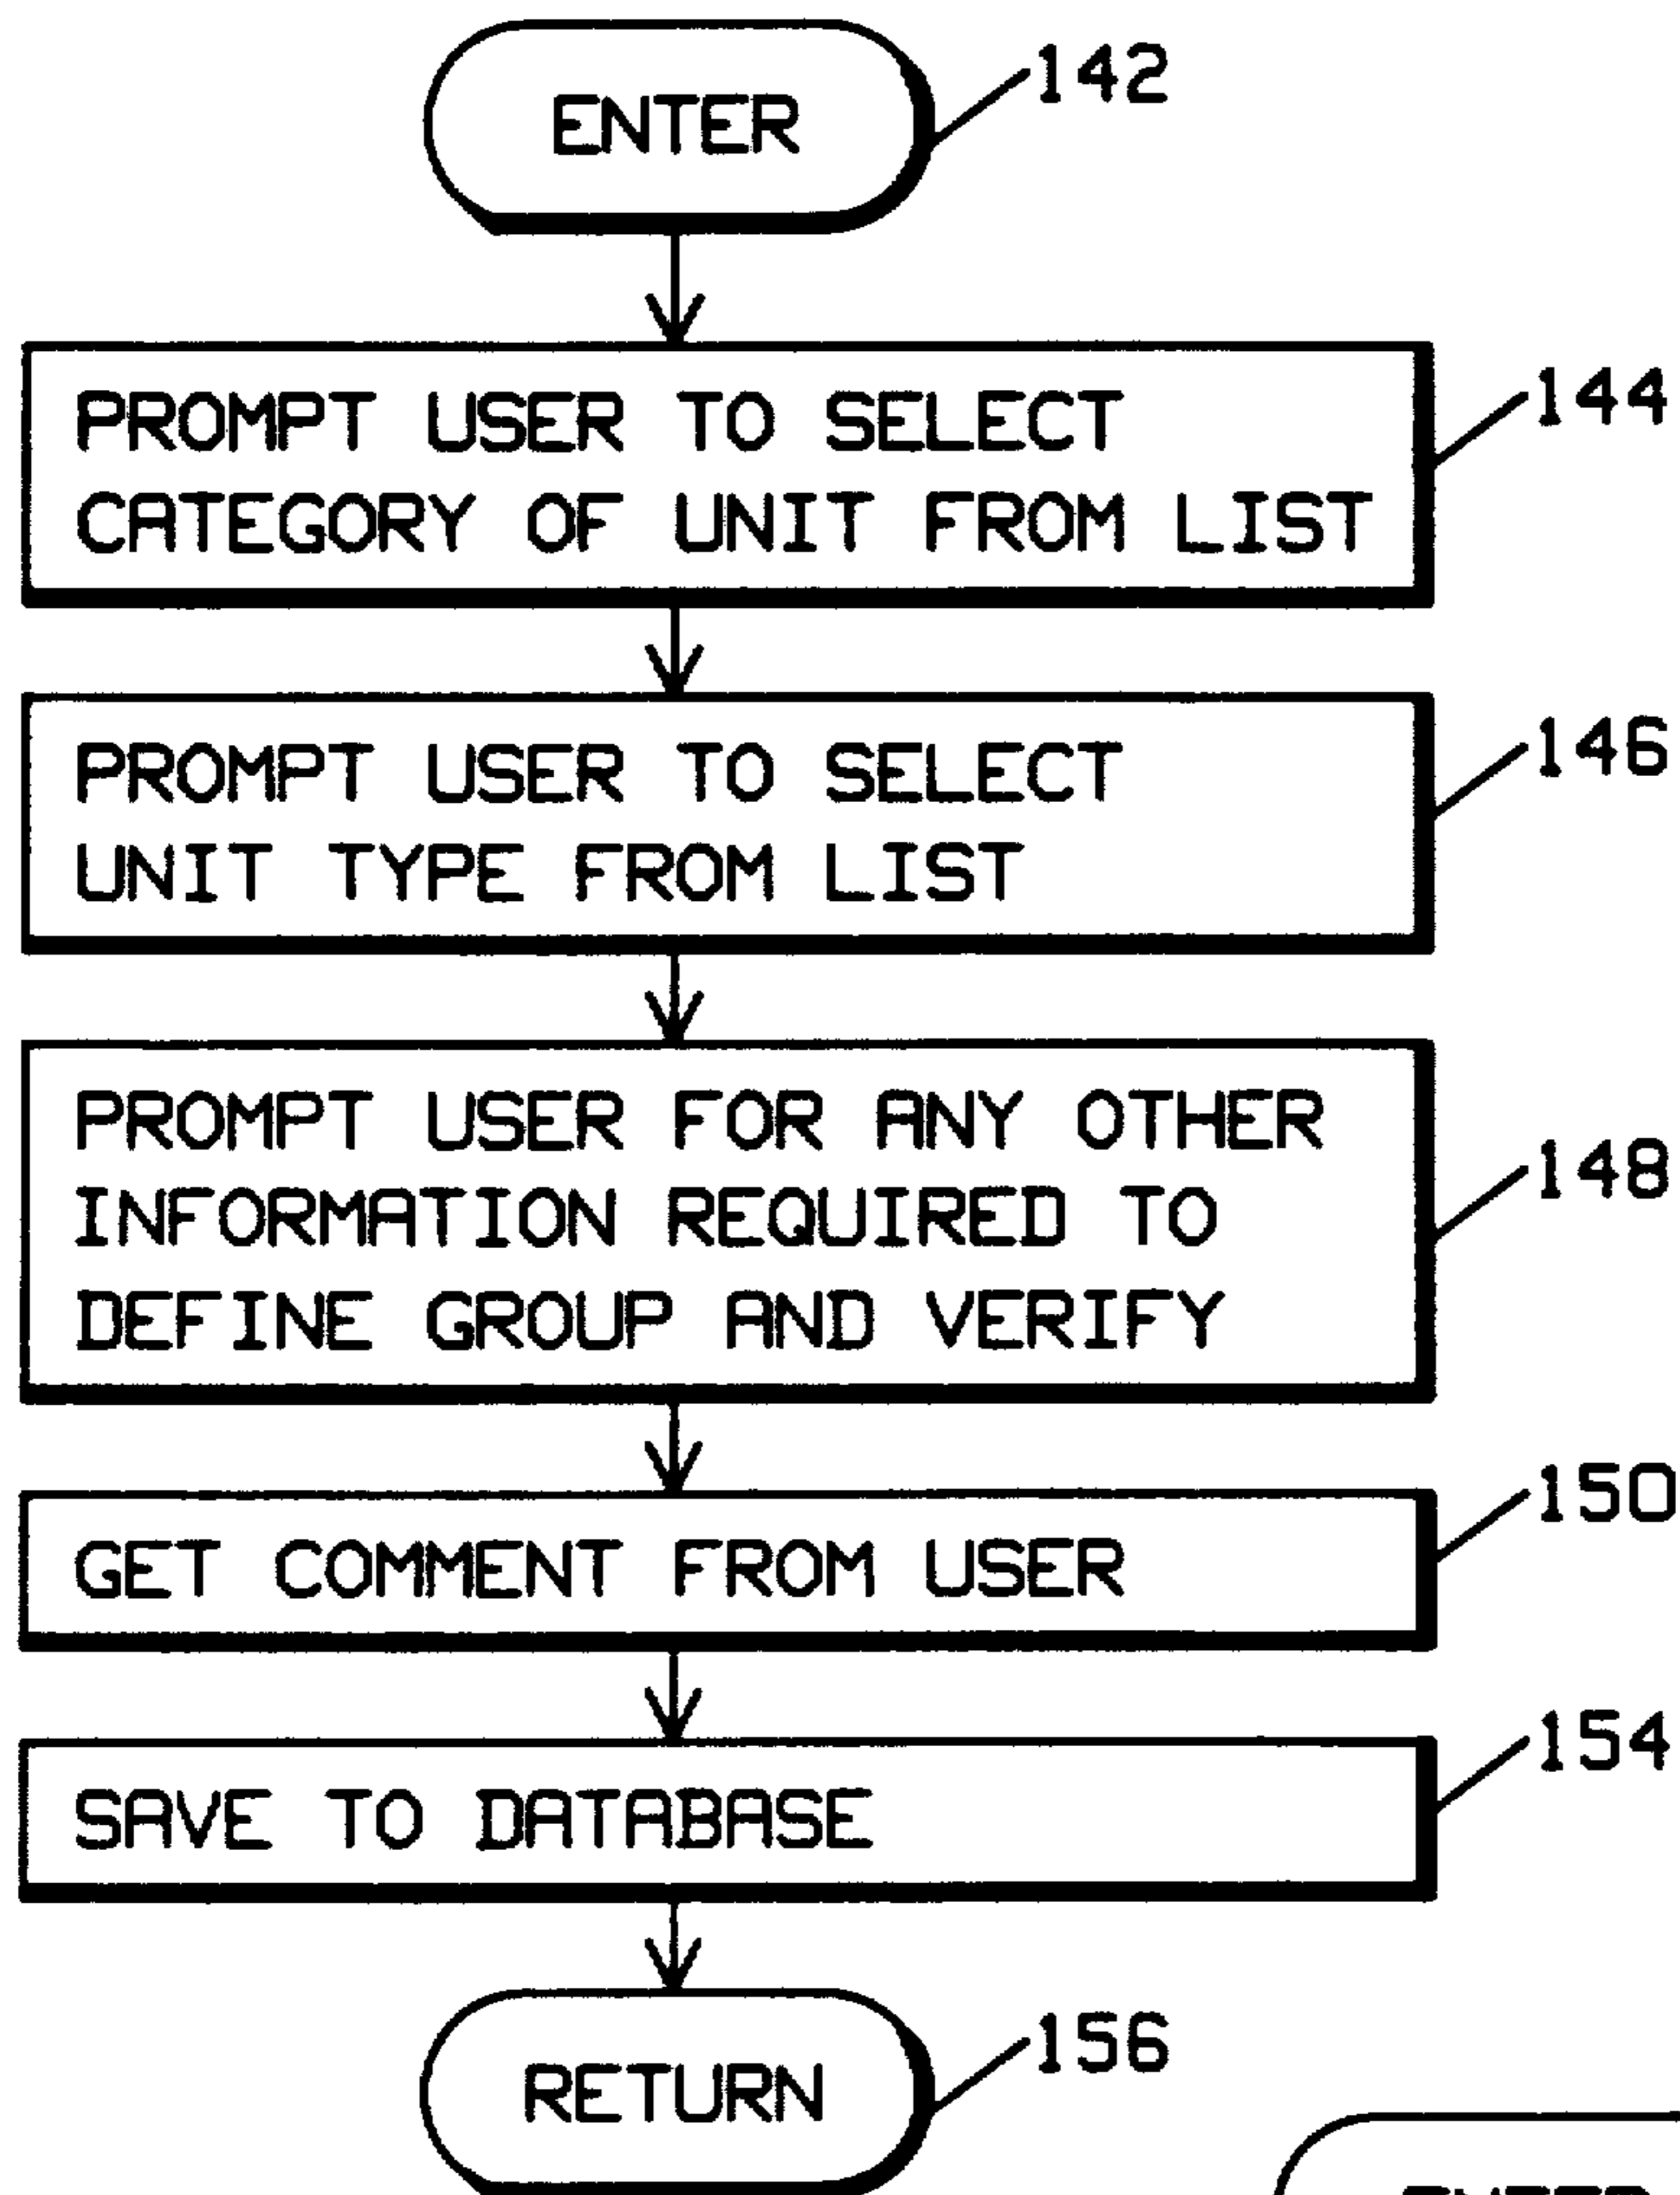 ENTER
142
PROMPT USER TO SELECT
CATEGORY OF UNIT FROM LIST
144
PROMPT USER TO SELECT
UNIT TYPE FROM LIST
146
PROMPT USER FOR ANY OTHER
INFORMATION REQUIRED TO
DEFINE GROUP AND VERIFY
148
GET COMMENT FROM USER
150
SAVE TO DATABASE
154
RETURN
156